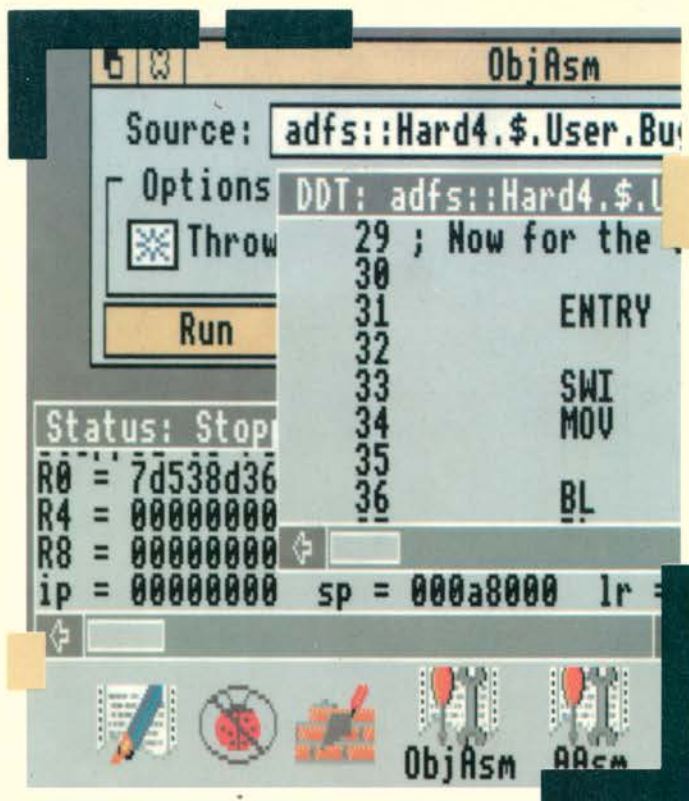 ObjAsm
Source: adfs::Hard4.$.User.Bu
Options
Throw
Run
DDT: adfs::Hard4.$.U
29 ; Now for the
30
31 ENTRY
32
33 SWI
34 MOV
35
36 BL
Status: Stopp
R0 = 7d538d36
R4 = 00000000
R8 = 00000000
ip = 00000000 sp = 000a8000 lr =
ObjAsm AAsm